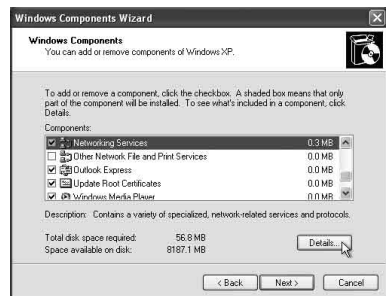 Windows Components Wizard
Windows Components
You can add or remove components of Windows XP.
To add or remove a component, click the checkbox. A shaded box means that only
part of the component will be installed. To see what's included in a component, click
Details.
Components:
Networking Services 0.3 MB
Other Network File and Print Services 0.0 MB
Outlook Express 0.0 MB
Update Root Certificates 0.0 MB
Windows Media Player 0.0 MB
Description: Contains a variety of specialized, network-related services and protocols.
Total disk space required: 56.8 MB
Space available on disk: 8187.1 MB
Details...
< Back Next > Cancel